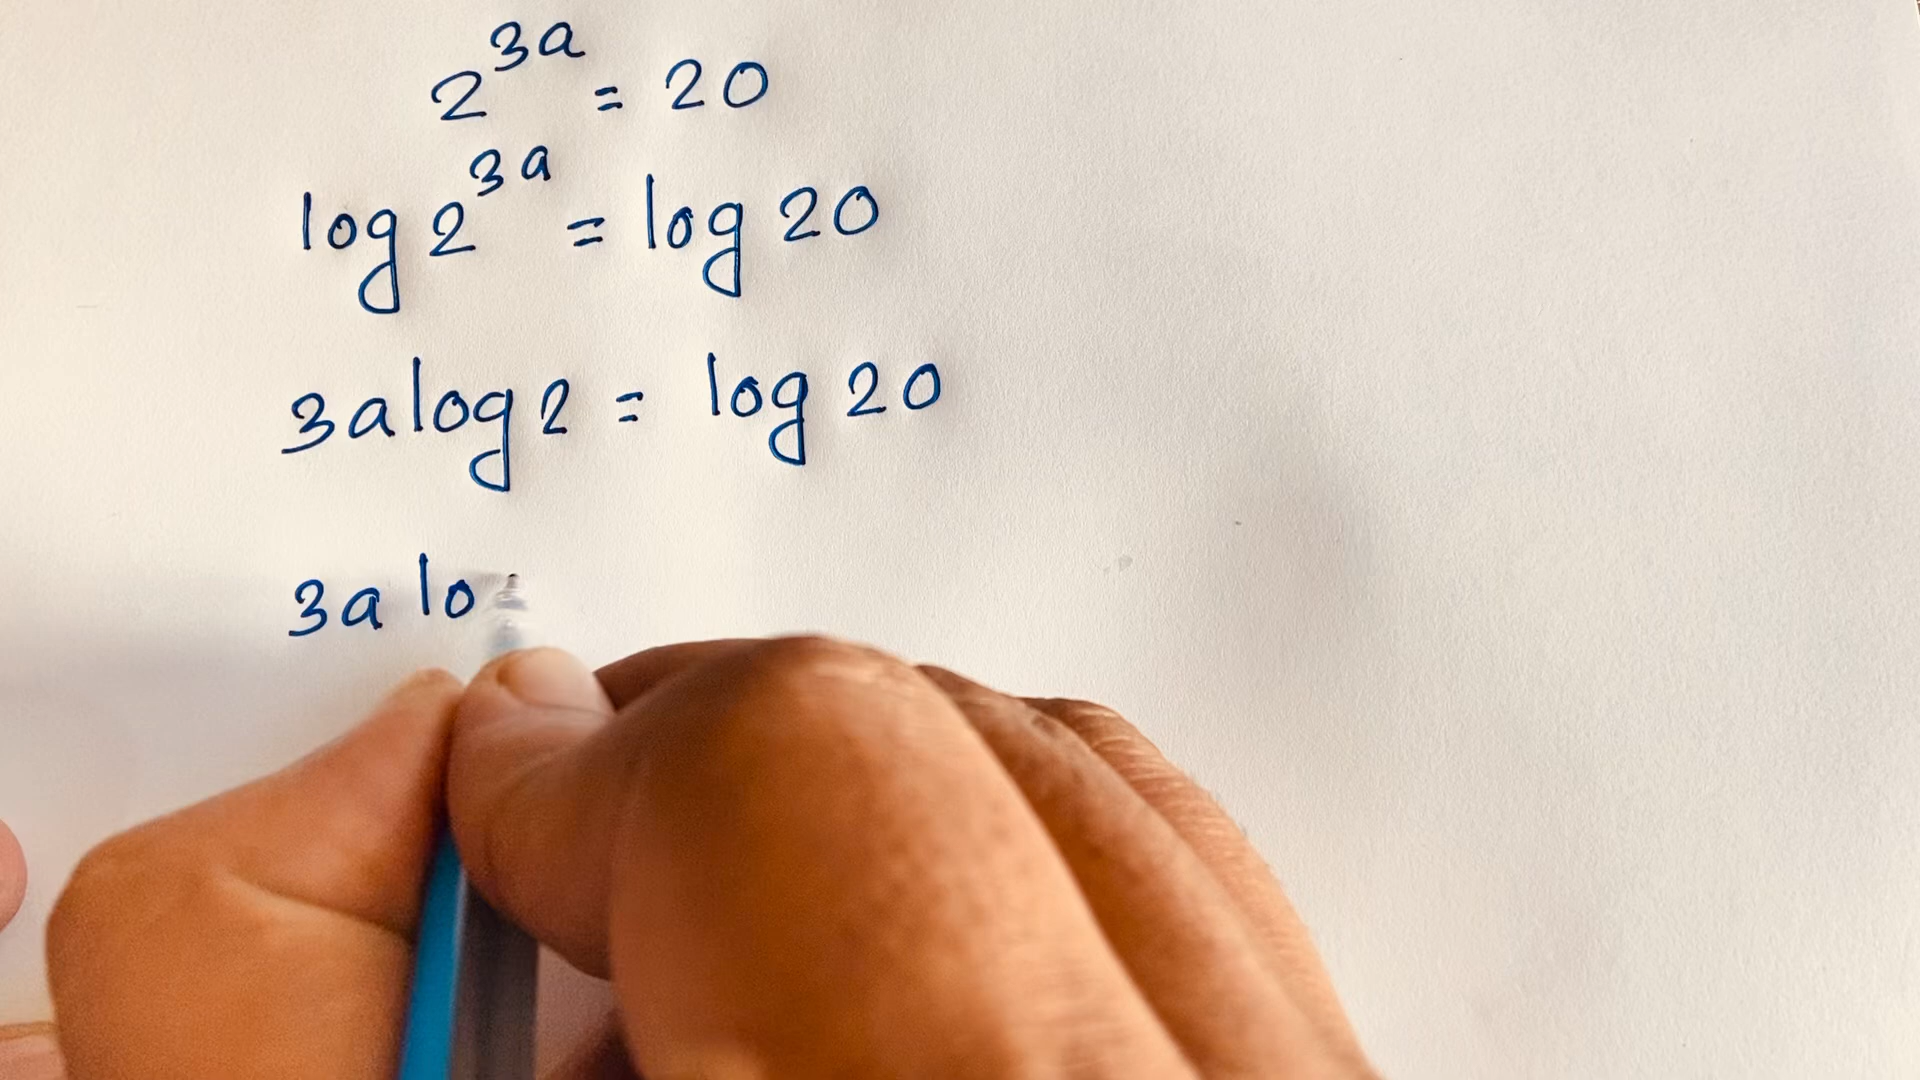 2^{3a} = 20
log 2^{3a} = log 20
3a log 2 = log 20
3a lo